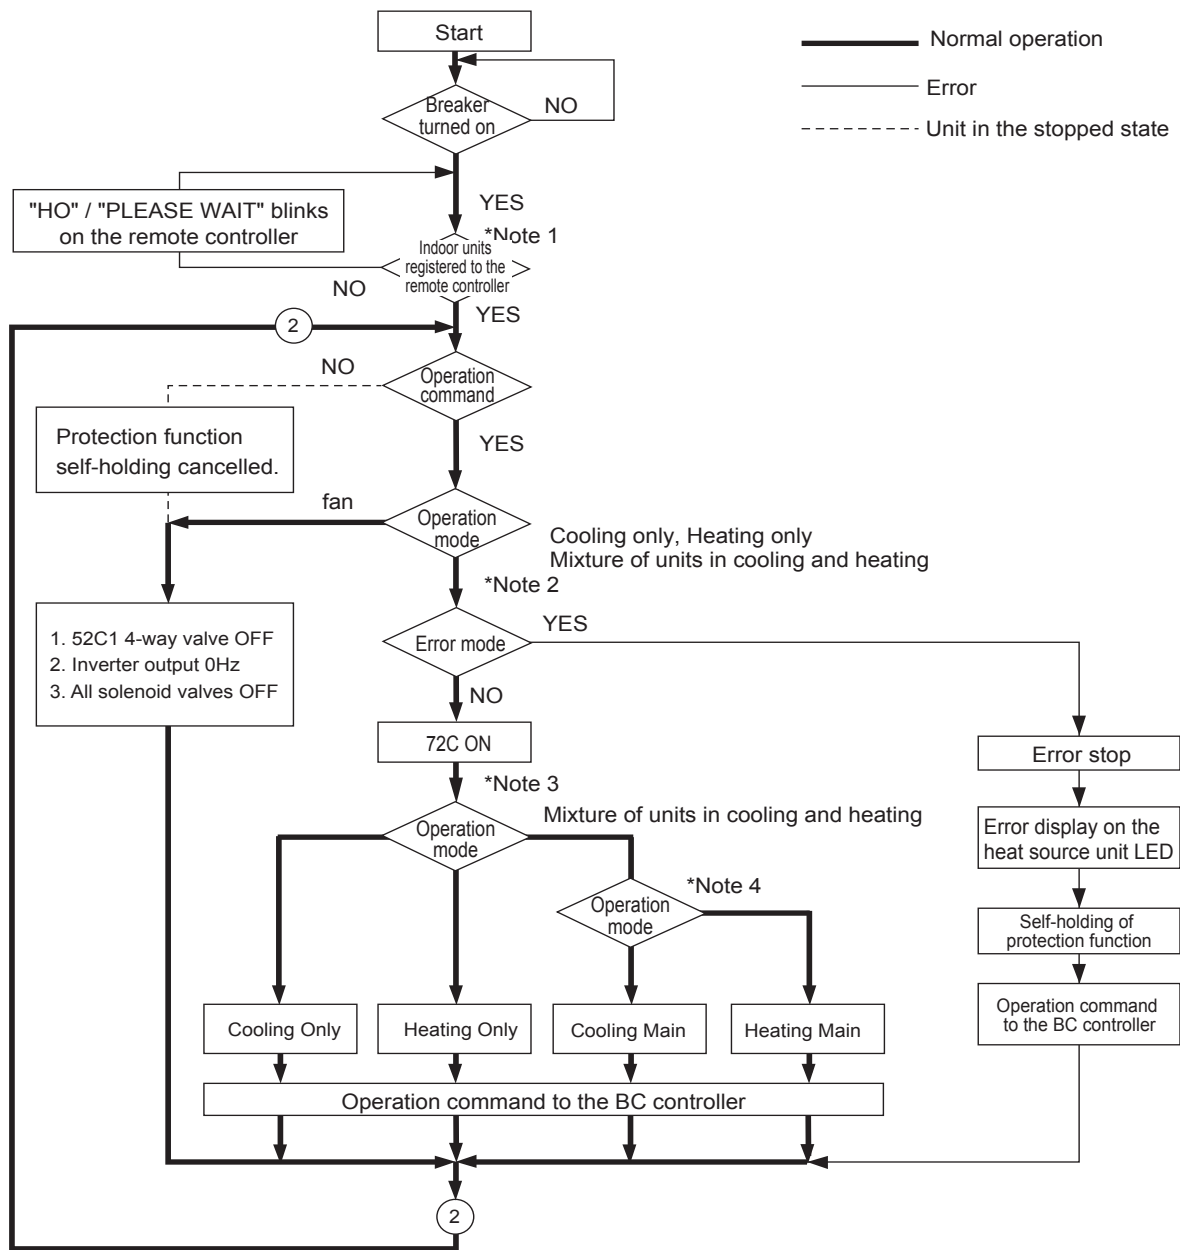 Start
Normal operation
Error
Unit in the stopped state
Breaker
turned on
NO
YES
"HO" / "PLEASE WAIT" blinks
on the remote controller
*Note 1
Indoor units
registered to the
remote controller
NO
YES
2
NO
Operation
command
YES
Protection function
self-holding cancelled.
fan
Operation
mode
Cooling only, Heating only
Mixture of units in cooling and heating
*Note 2
YES
Error mode
1. 52C1 4-way valve OFF
2. Inverter output 0Hz
3. All solenoid valves OFF
NO
72C ON
Error stop
*Note 3
Mixture of units in cooling and heating
Operation
mode
Error display on the
heat source unit LED
*Note 4
Operation
mode
Self-holding of
protection function
Operation command
to the BC controller
Cooling Only
Heating Only
Cooling Main
Heating Main
Operation command to the BC controller
2